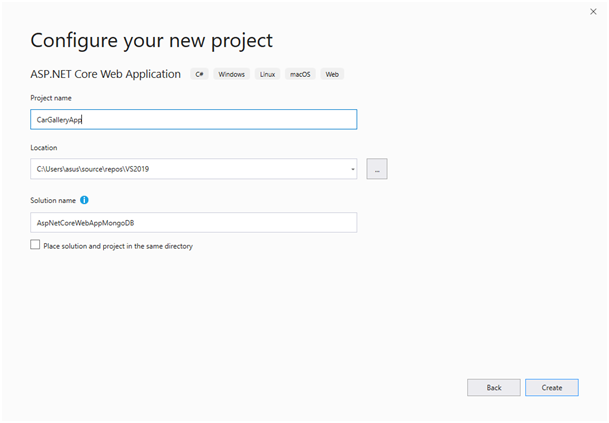 Configure your new project
ASP.NET Core Web Application C# Windows Linux macOS Web
Project name
CarGalleryApp
Location
C:\Users\asus\source\repos\VS2019
...
Solution name
AspNetCoreWebAppMongoDB
Place solution and project in the same directory
Back Create